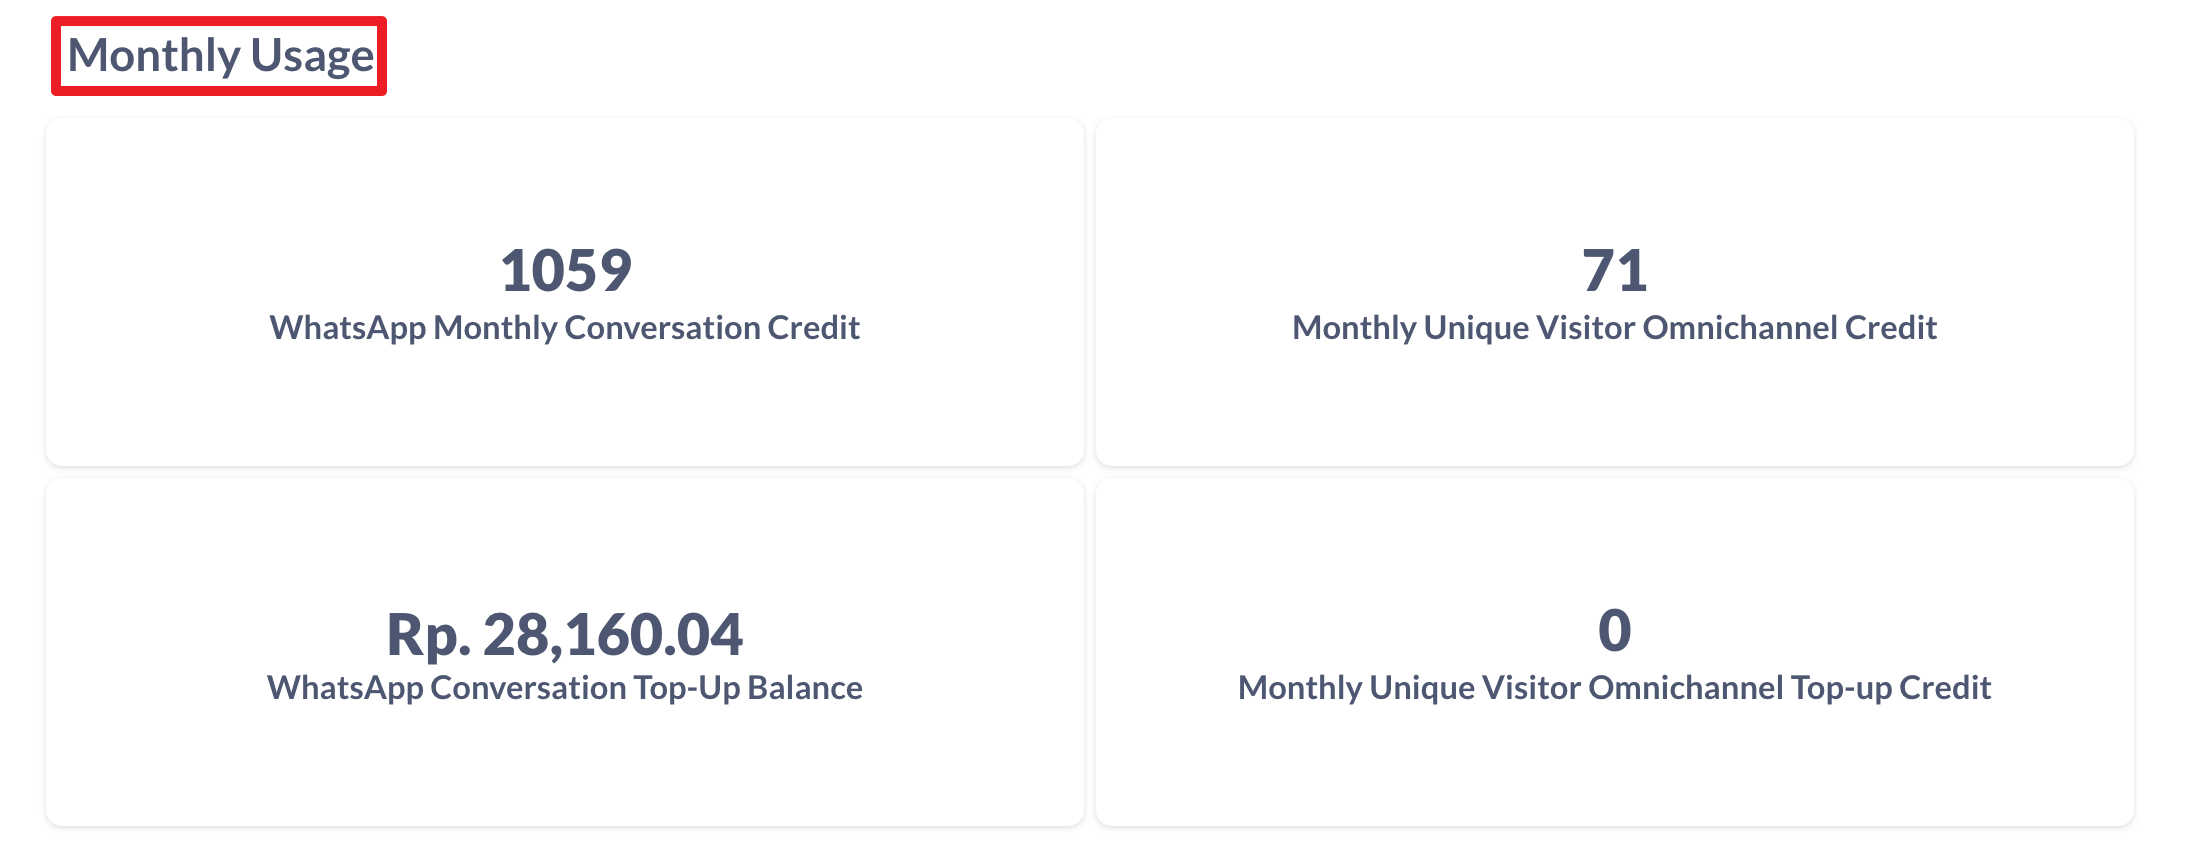 Monthly Usage
1059
WhatsApp Monthly Conversation Credit
71
Monthly Unique Visitor Omnichannel Credit
Rp. 28,160.04
WhatsApp Conversation Top-Up Balance
0
Monthly Unique Visitor Omnichannel Top-up Credit